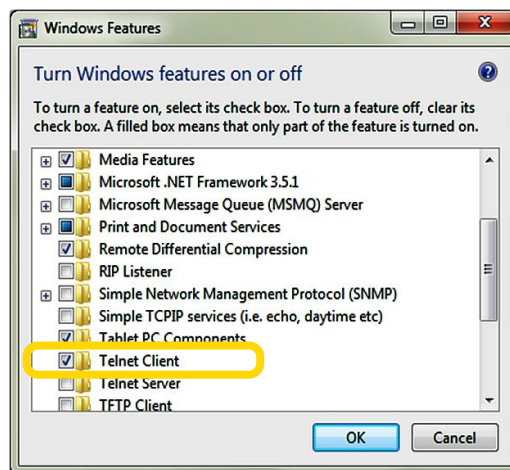 Windows Features
Turn Windows features on or off
To turn a feature on, select its check box. To turn a feature off, clear its
check box. A filled box means that only part of the feature is turned on.
Media Features
Microsoft .NET Framework 3.5.1
Microsoft Message Queue (MSMQ) Server
Print and Document Services
Remote Differential Compression
RIP Listener
Simple Network Management Protocol (SNMP)
Simple TCPIP services (i.e. echo, daytime etc)
Tablet PC Components
Telnet Client
Telnet Server
TFTP Client
OK Cancel